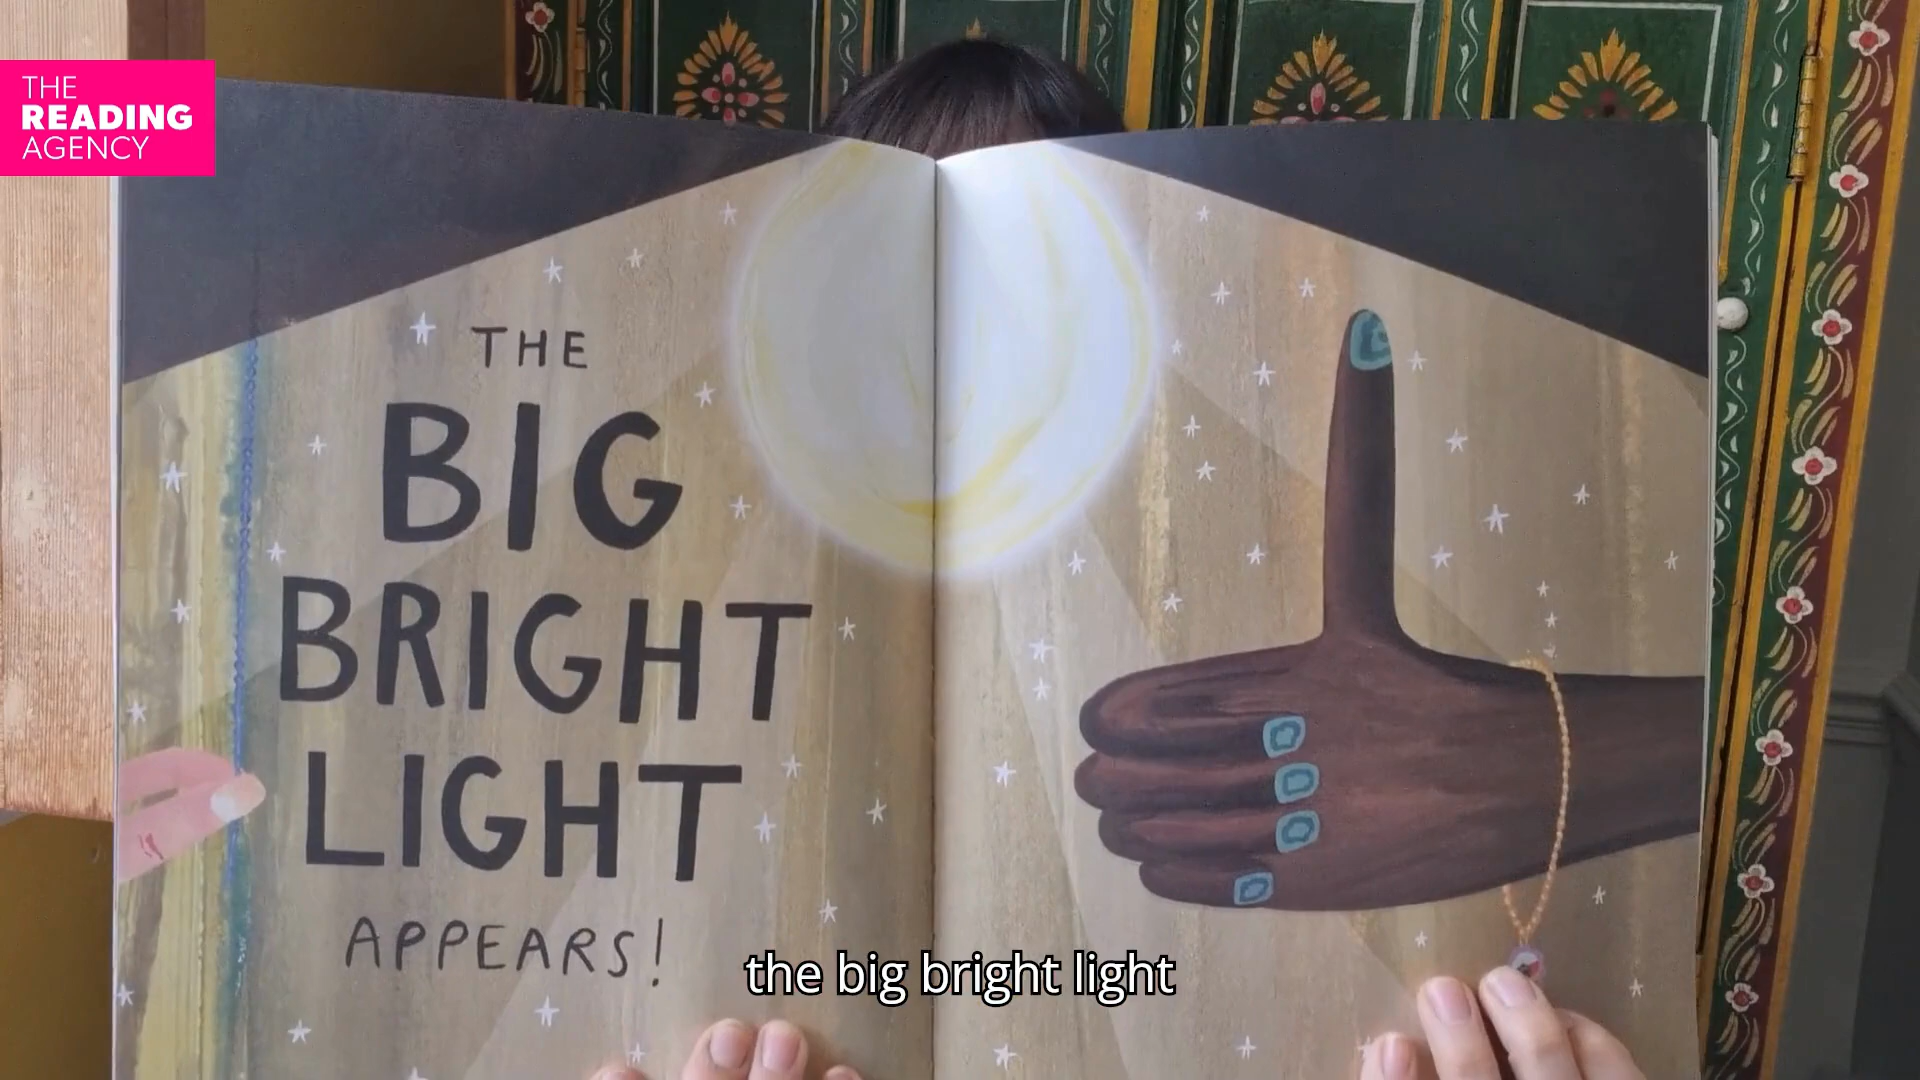 THE
READING
AGENCY
THE
BIG
BRIGHT
LIGHT
APPEARS!
the big bright light